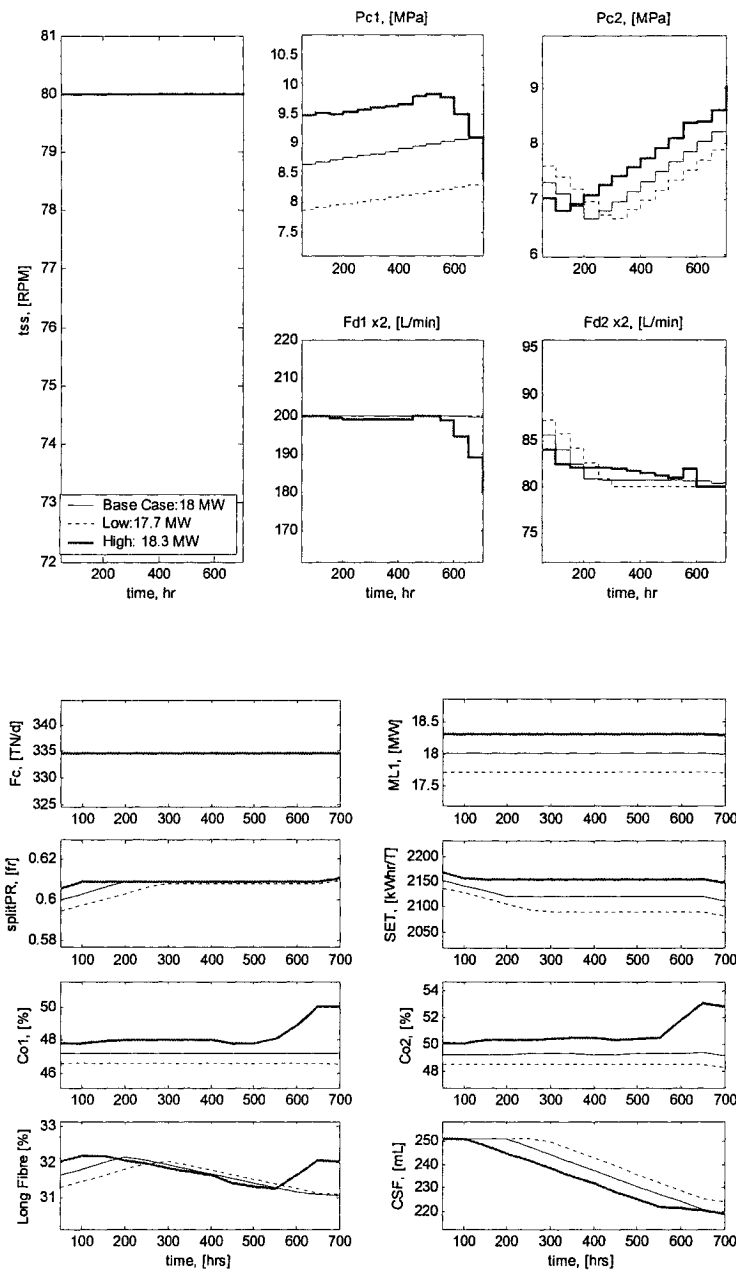 Pc1, [MPa]
Pc2, [MPa]
81
80
79
78
77
76
75
74
73
72
tss, [RPM]
Base Case:18 MW
Low:17.7 MW
High: 18.3 MW
200 400 600
time, hr
10.5
10
9.5
9
8.5
8
7.5
200 400 600
9
8
7
6
200 400 600
Fd1 x2, [L/min]
Fd2 x2, [L/min]
220
210
200
190
180
170
200 400 600
time, hr
95
90
85
80
75
200 400 600
time, hr
Fc, [TN/d]
340
335
330
325
100 200 300 400 500 600 700
ML1, [MW]
18.5
18
17.5
100 200 300 400 500 600 700
splitPR, [fr]
0.62
0.6
0.58
100 200 300 400 500 600 700
SET, [kWhr/T]
2200
2150
2100
2050
100 200 300 400 500 600 700
Co1, [%]
50
48
46
100 200 300 400 500 600 700
Co2, [%]
54
52
50
48
100 200 300 400 500 600 700
Long Fibre [%]
33
32
31
100 200 300 400 500 600 700
time, [hrs]
CSF, [mL]
250
240
230
220
100 200 300 400 500 600 700
time, [hrs]